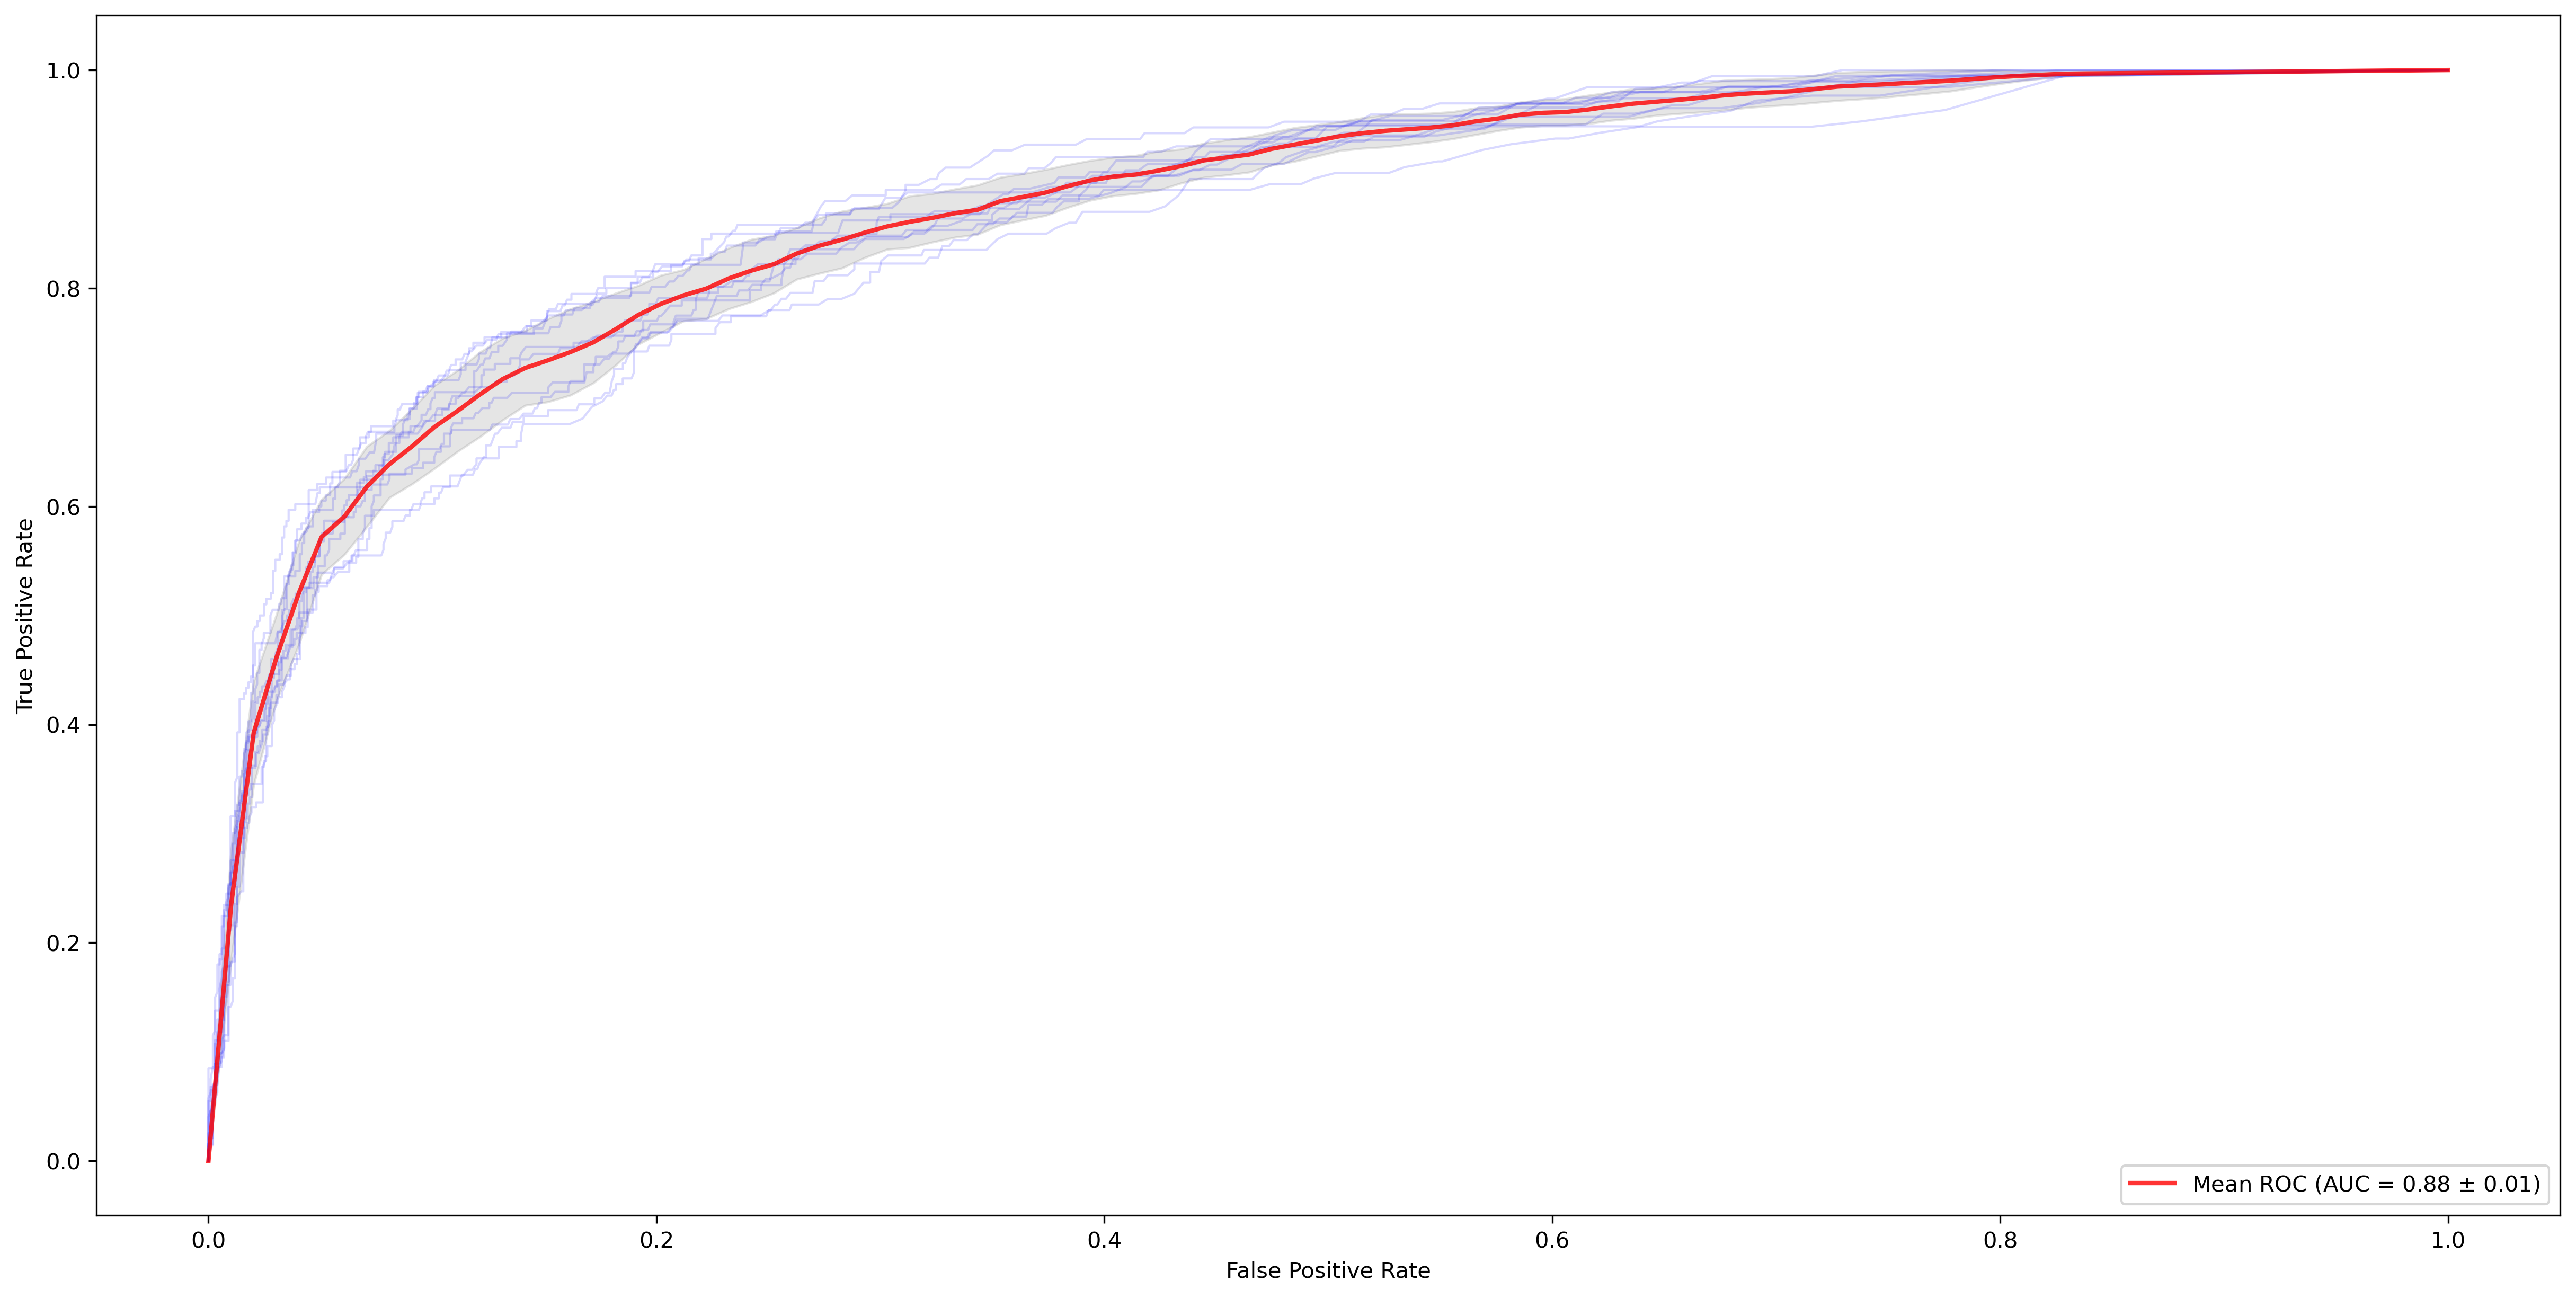 1.0
0.8
0.6
0.4
0.2
0.0
True Positive Rate
Mean ROC (AUC = 0.88 ± 0.01)
0.0 0.2 0.4 0.6 0.8 1.0
False Positive Rate